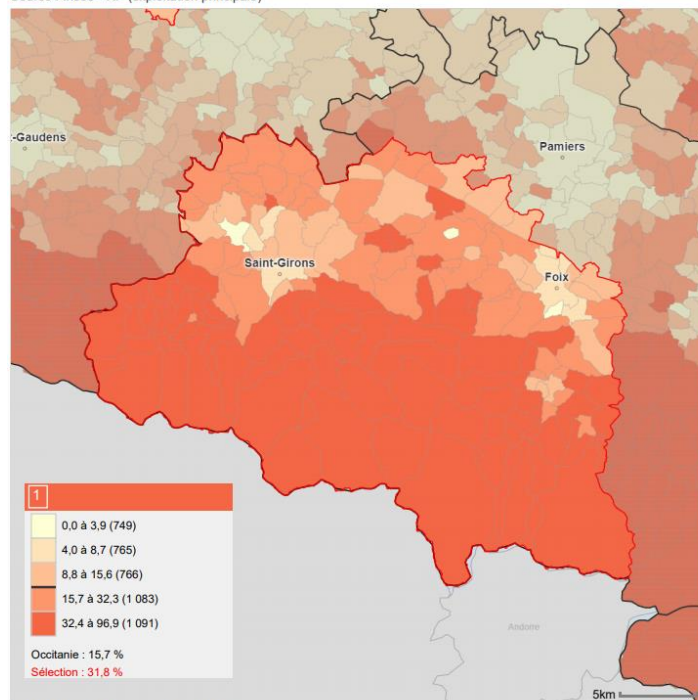 t-Gaudens
Pamiers
Saint-Girons
Foix
1
0,0 à 3,9 (749)
4,0 à 8,7 (765)
8,8 à 15,6 (766)
15,7 à 32,3 (1 083)
32,4 à 96,9 (1 091)
Occitanie : 15,7 %
Sélection : 31,8 %
Andorre
5km